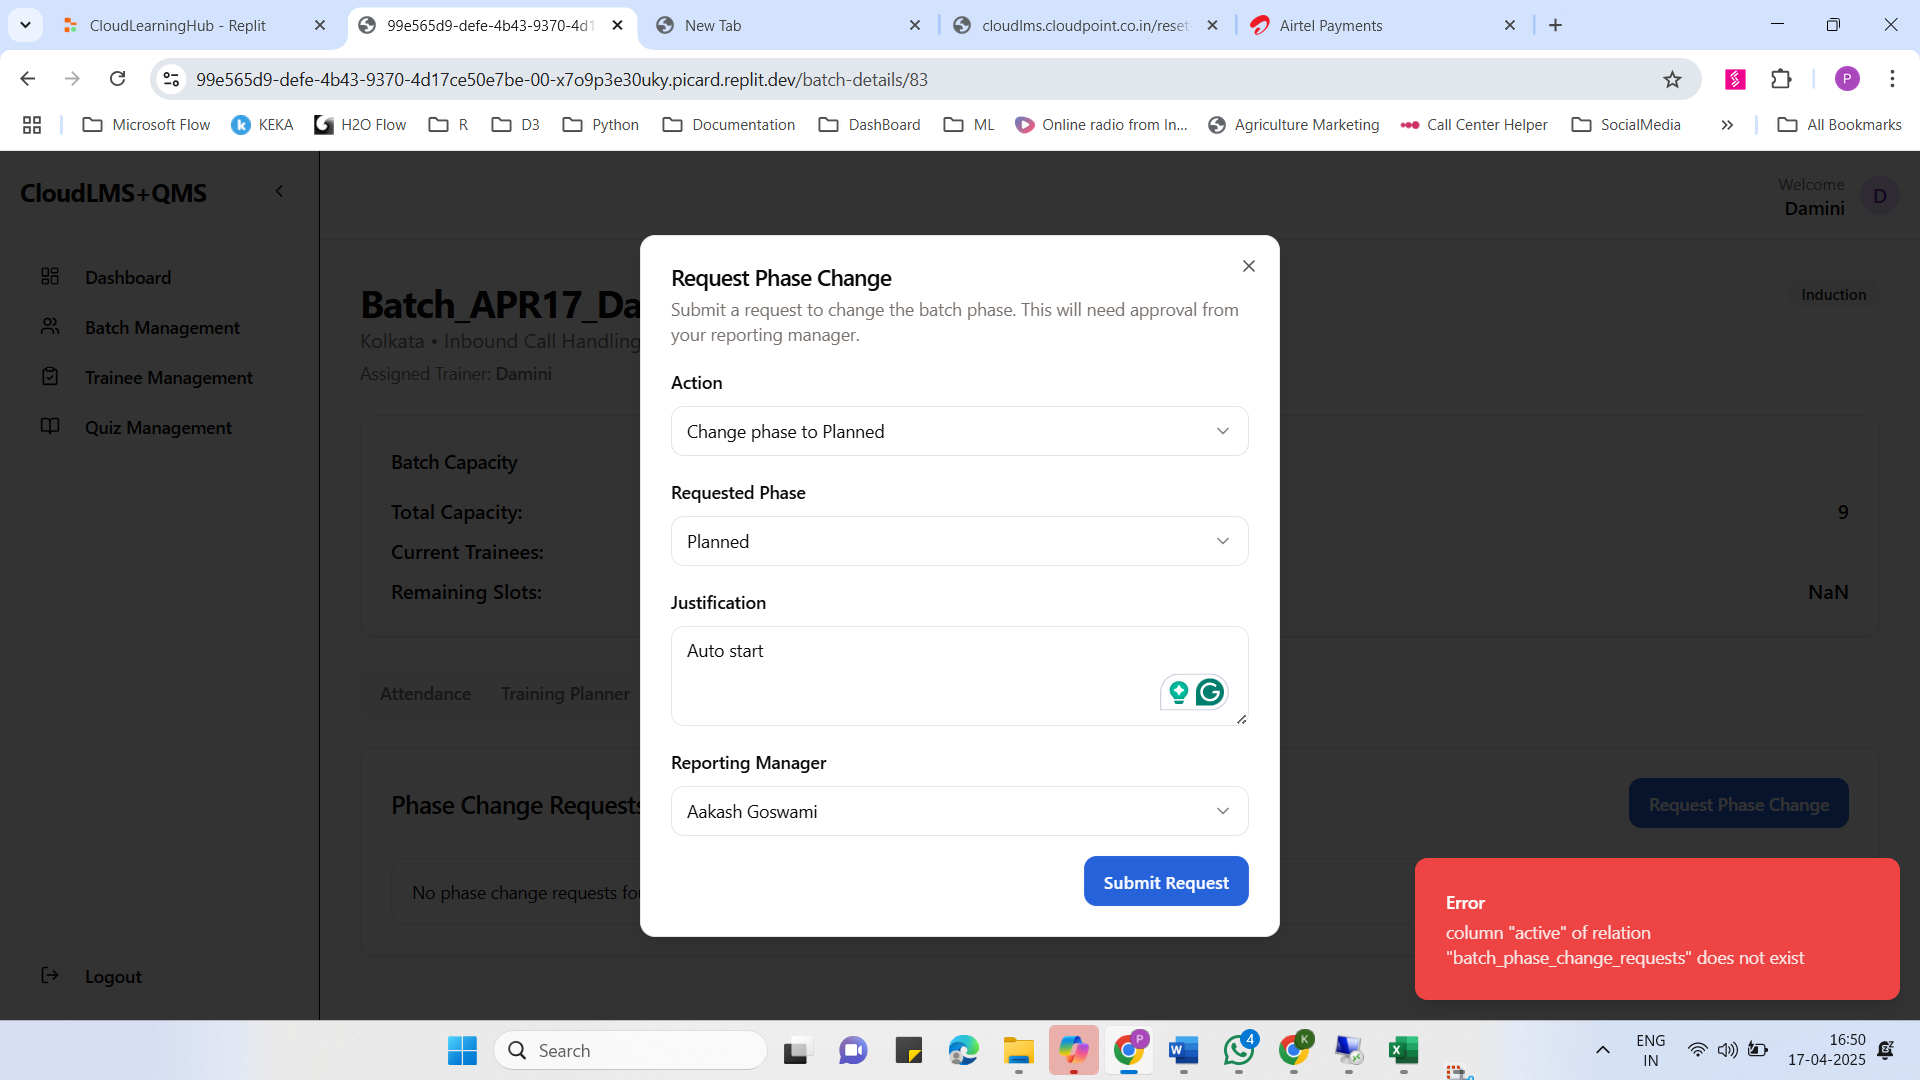 CloudLearningHub - Replit
99e565d9-defe-4b43-9370-4d1
New Tab
cloudlms.cloudpoint.co.in/reset
Airtel Payments
99e565d9-defe-4b43-9370-4d17ce50e7be-00-x7o9p3e30uky.picard.replit.dev/batch-details/83
P
Microsoft Flow
KEKA
H2O Flow
R
D3
Python
Documentation
DashBoard
ML
Online radio from In...
Agriculture Marketing
Call Center Helper
SocialMedia
All Bookmarks
CloudLMS+QMS
Welcome
Damini
D
Dashboard
Batch Management
Trainee Management
Quiz Management
Logout
Batch_APR17_Da
Kolkata • Inbound Call Handling
Assigned Trainer: Damini
Induction
Batch Capacity
Total Capacity:
9
Current Trainees:
Remaining Slots:
NaN
Attendance
Training Planner
Phase Change Requests
Request Phase Change
No phase change requests fo
Request Phase Change
Submit a request to change the batch phase. This will need approval from
your reporting manager.
Action
Change phase to Planned
Requested Phase
Planned
Justification
Auto start
Reporting Manager
Aakash Goswami
Submit Request
Error
column "active" of relation
"batch_phase_change_requests" does not exist
Search
P
4
K
ENG
IN
16:50
17-04-2025